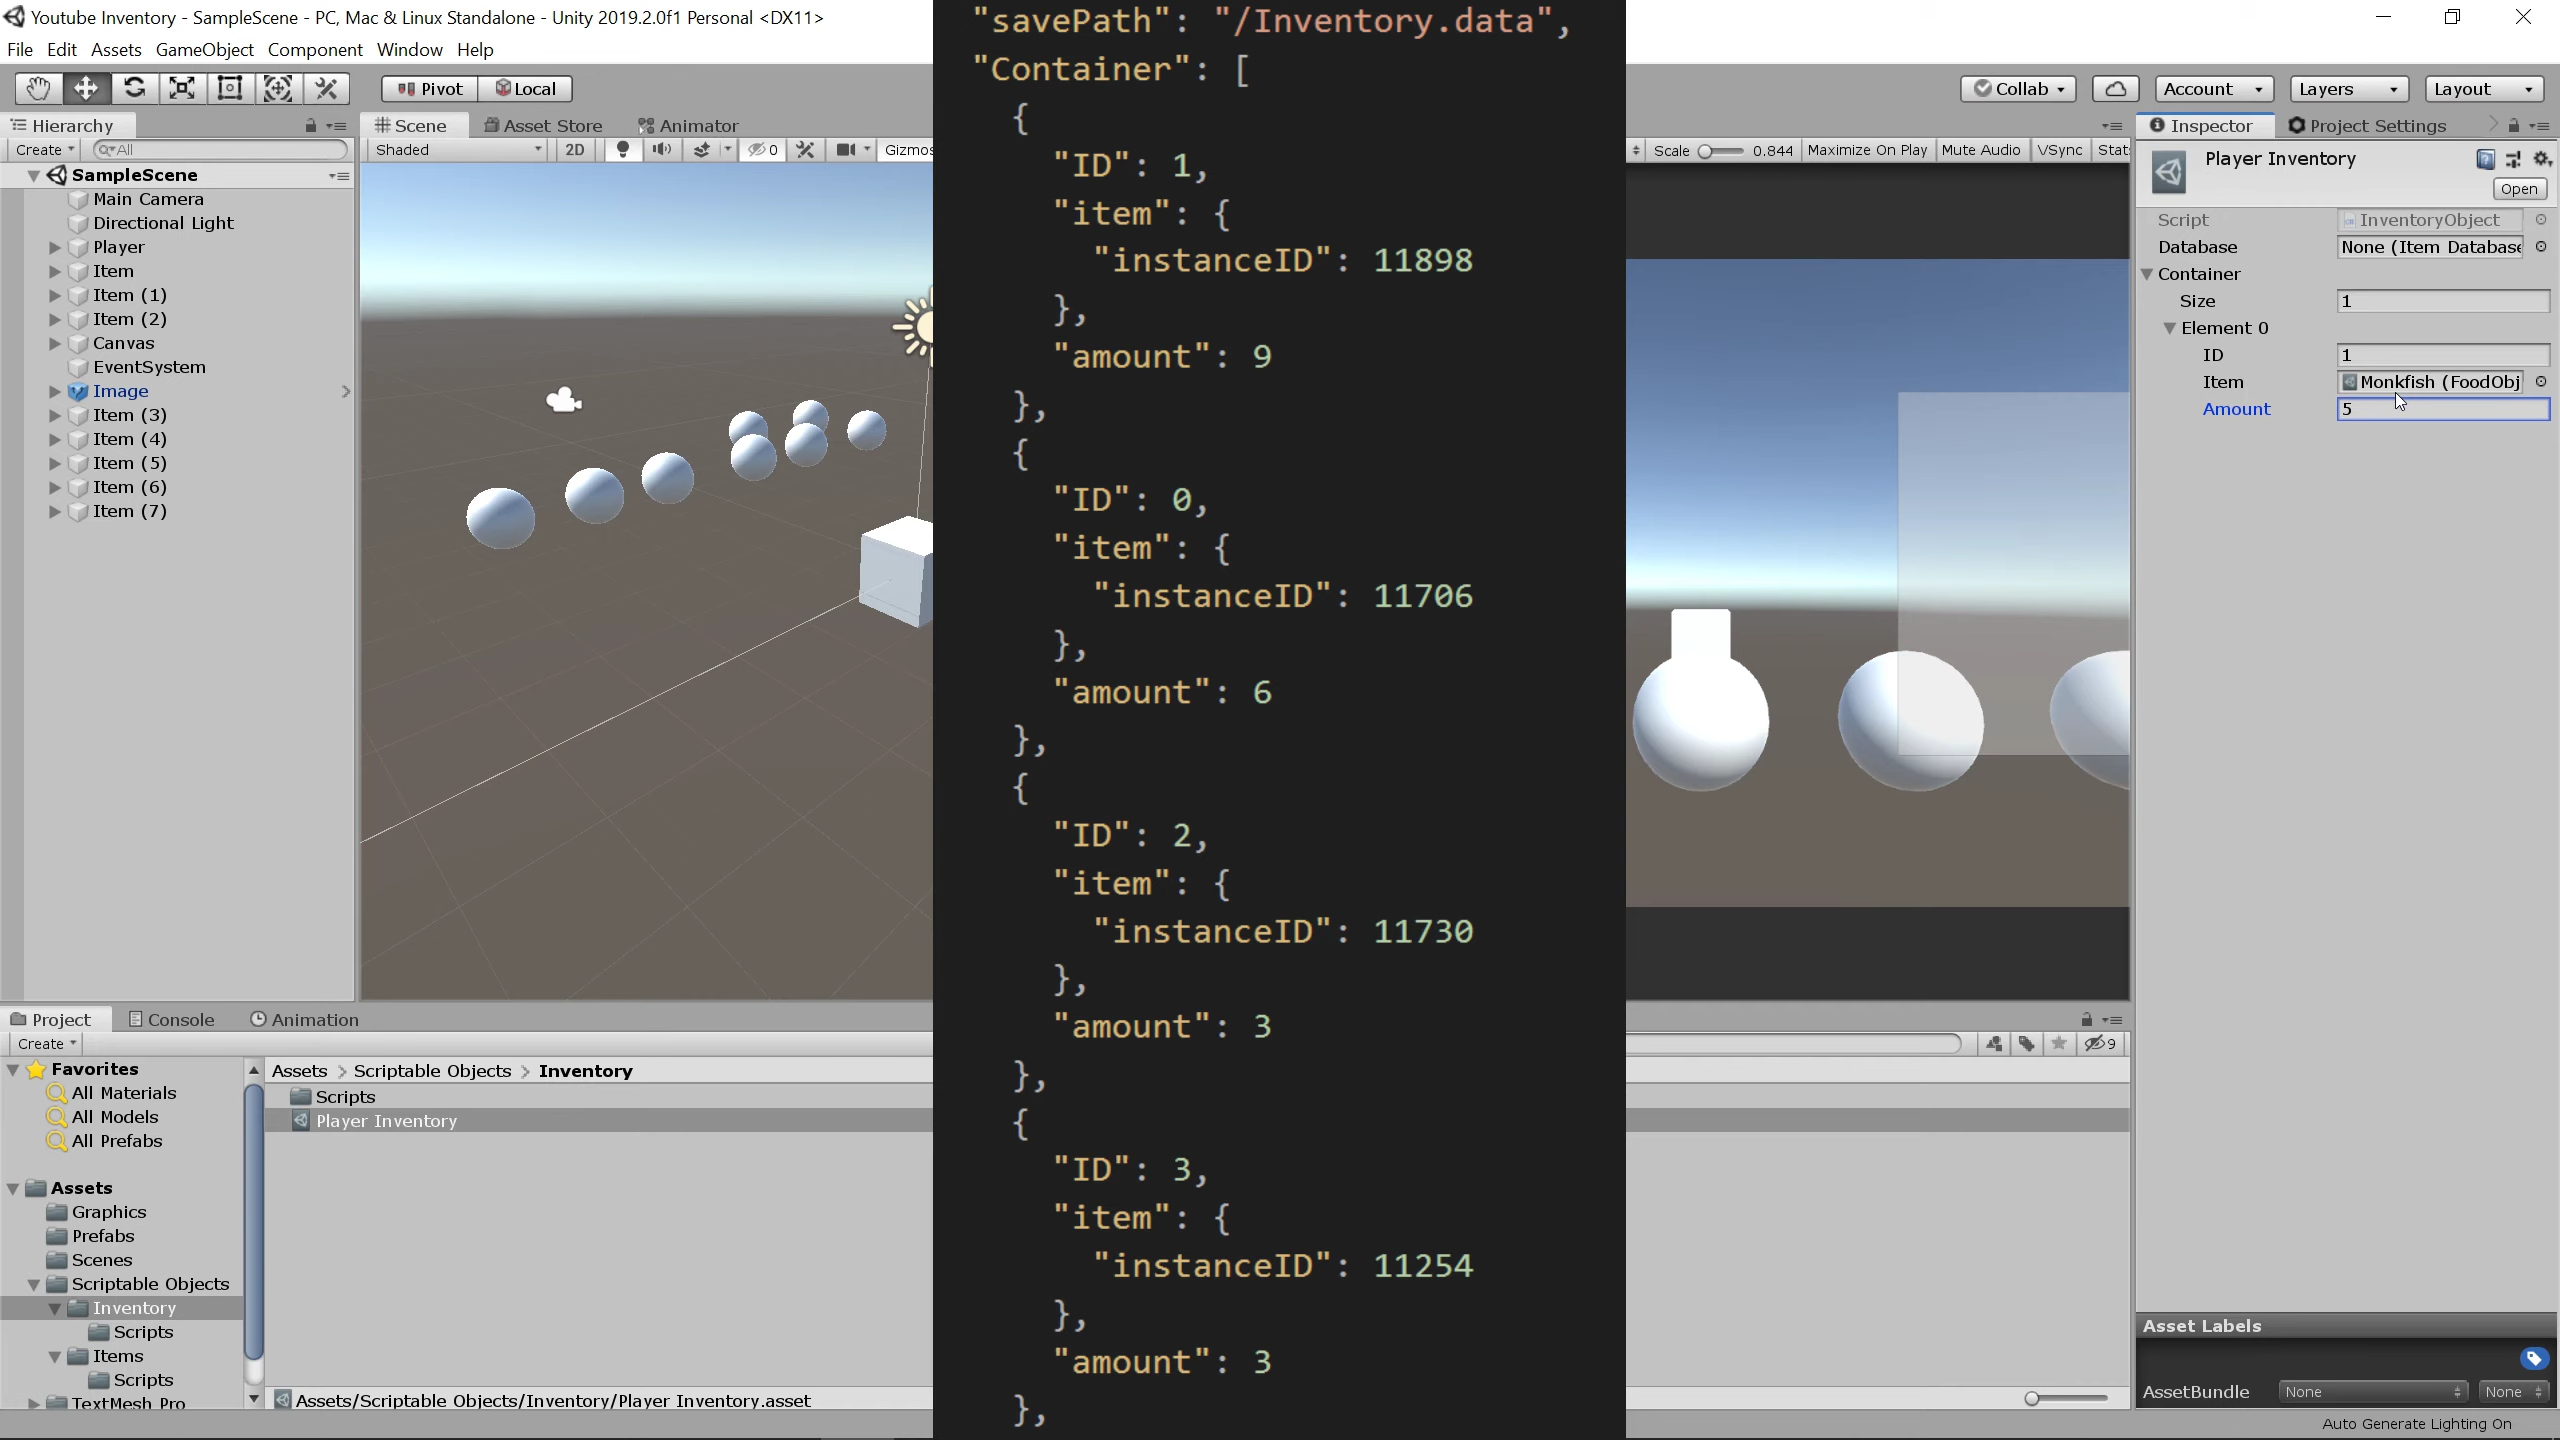 Youtube Inventory - SampleScene - PC, Mac & Linux Standalone - Unity 2019.2.0f1 Personal <DX11>
File Edit Assets GameObject Component Window Help
Pivot Local
Collab Account Layers Layout
Hierarchy
Create All
SampleScene
Main Camera
Directional Light
Player
Item
Item (1)
Item (2)
Canvas
EventSystem
Image
Item (3)
Item (4)
Item (5)
Item (6)
Item (7)
Scene Asset Store Animator
Shaded 2D 0 Gizmos
"savePath": "/Inventory.data",
"Container": [
{
"ID": 1,
"item": {
"instanceID": 11898
},
"amount": 9
},
{
"ID": 0,
"item": {
"instanceID": 11706
},
"amount": 6
},
{
"ID": 2,
"item": {
"instanceID": 11730
},
"amount": 3
},
{
"ID": 3,
"item": {
"instanceID": 11254
},
"amount": 3
},
Scale 0.844 Maximize On Play Mute Audio VSync Stat
Inspector Project Settings
Player Inventory
Open
Script InventoryObject
Database None (Item Database
Container
Size 1
Element 0
ID 1
Item Monkfish (FoodObj
Amount 5
Project Console Animation
Create
9
Favorites
All Materials
All Models
All Prefabs
Assets
Graphics
Prefabs
Scenes
Scriptable Objects
Inventory
Scripts
Items
Scripts
TextMesh Pro
Assets > Scriptable Objects > Inventory
Scripts
Player Inventory
Assets/Scriptable Objects/Inventory/Player Inventory.asset
Asset Labels
AssetBundle None None
Auto Generate Lighting On